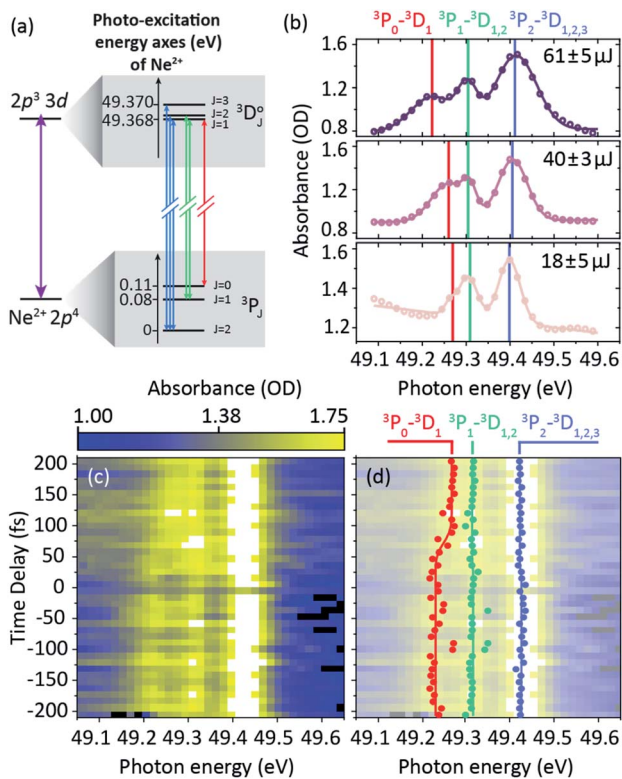 (a)
Photo-excitation
energy axes (eV)
of Ne²⁺
2p³ 3d
49.370
49.368
J=3
J=2
J=1
³Dᴶ°
0.11
0.08
0
J=0
J=1
J=2
³Pᴶ
Ne²⁺ 2p⁴
(b)
³P₀-³D₁ ³P₁-³D₁,₂ ³P₂-³D₁,₂,₃
Absorbance (OD)
1.6
1.2
0.8
61±5 μJ
1.6
1.2
0.8
40±3 μJ
1.6
1.4
1.2
18±5 μJ
49.1 49.2 49.3 49.4 49.5 49.6
Photon energy (eV)
Absorbance (OD)
1.00 1.38 1.75
(c)
Time Delay (fs)
200
150
100
50
0
-50
-100
-150
-200
49.1 49.2 49.3 49.4 49.5 49.6
Photon energy (eV)
³P₀-³D₁ ³P₁-³D₁,₂ ³P₂-³D₁,₂,₃
(d)
49.1 49.2 49.3 49.4 49.5 49.6
Photon energy (eV)